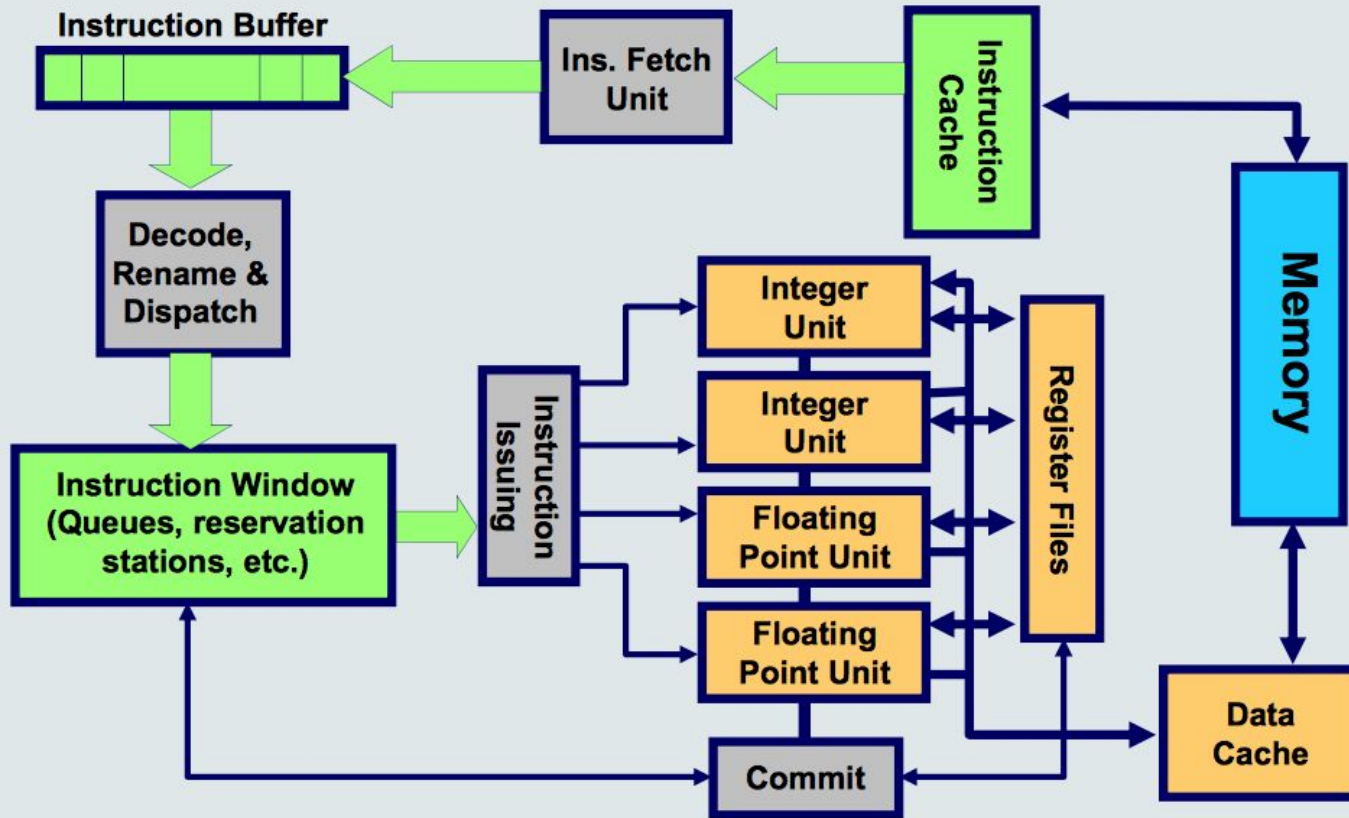 Instruction Buffer
Ins. Fetch
Unit
Instruction
Cache
Decode,
Rename &
Dispatch
Memory
Integer
Unit
Instruction
Issuing
Integer
Unit
Register Files
Instruction Window
(Queues, reservation
stations, etc.)
Floating
Point Unit
Floating
Point Unit
Data
Cache
Commit